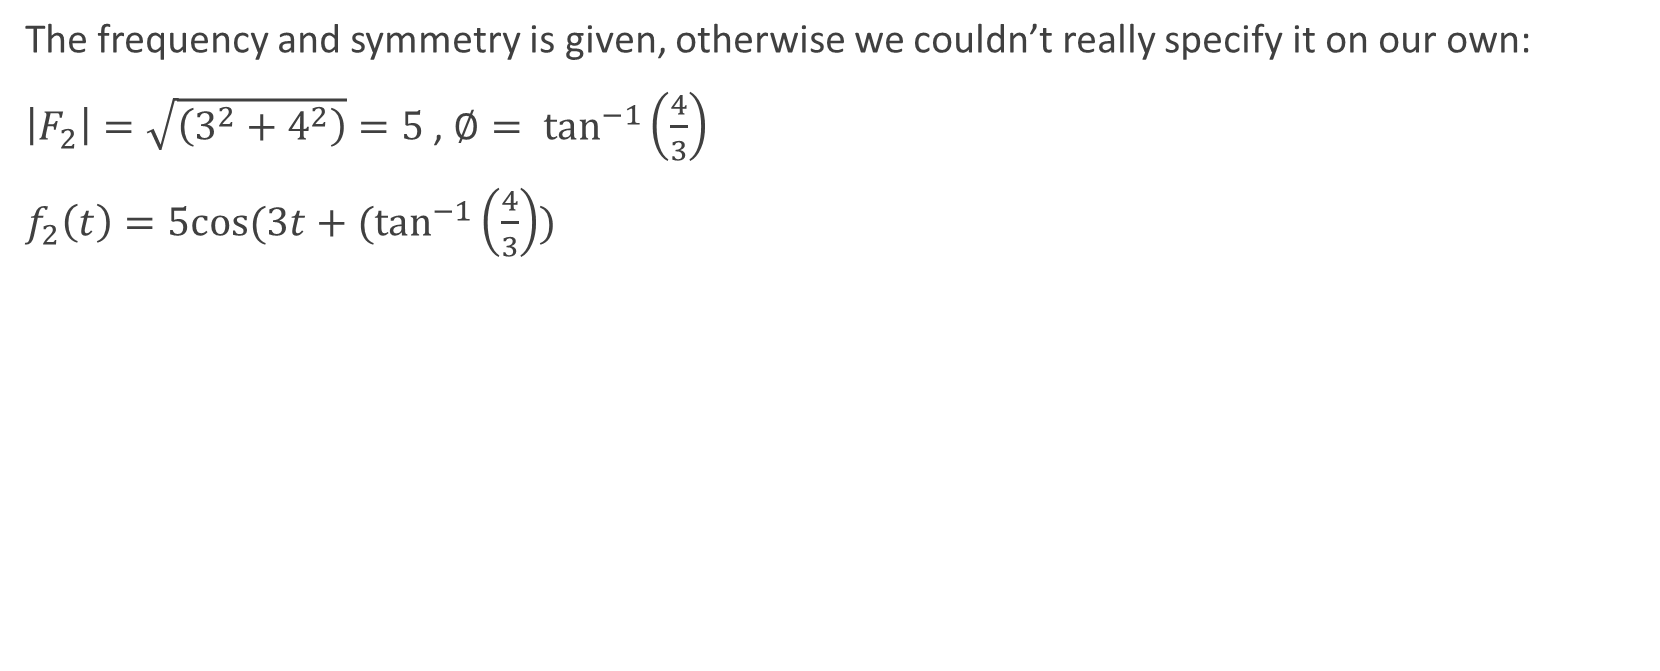 The frequency and symmetry is given, otherwise we couldn’t really specify it on our own:
|F₂| = √(3² + 4²) = 5 , ∅ = tan⁻¹(4/3)
f₂(t) = 5cos(3t + (tan⁻¹(4/3))